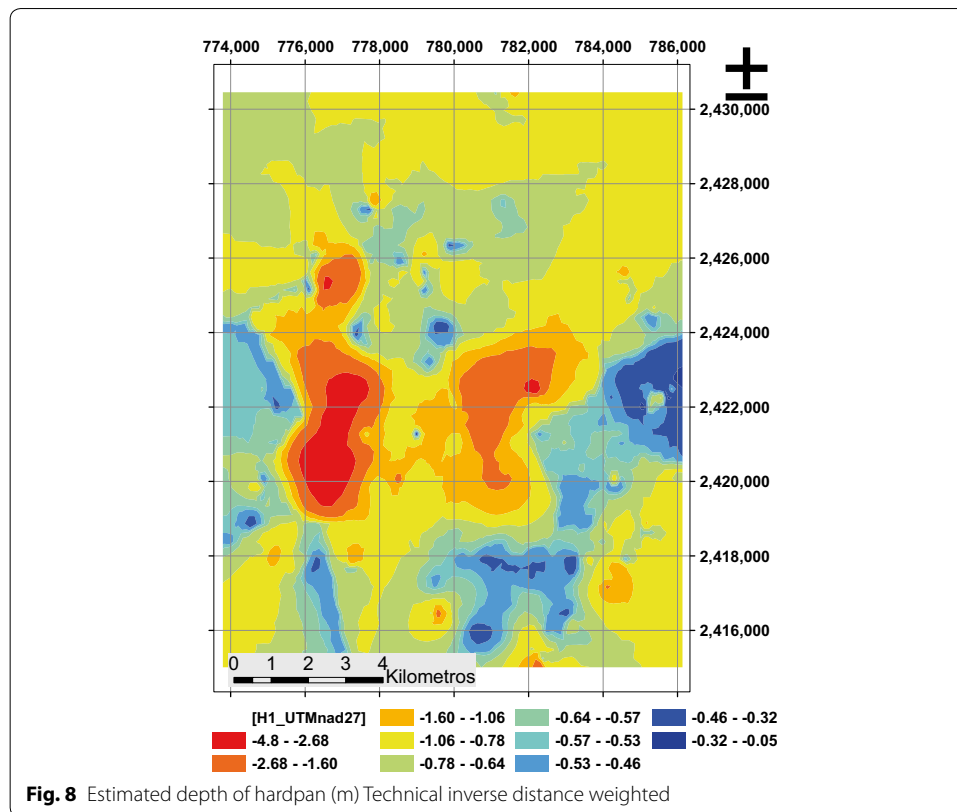 774,000 776,000 778,000 780,000 782,000 784,000 786,000
2,430,000
2,428,000
2,426,000
2,424,000
2,422,000
2,420,000
2,418,000
2,416,000
0 1 2 3 4
Kilometros
[H1_UTMnad27] -1.60 - -1.06 -0.64 - -0.57 -0.46 - -0.32
-4.8 - -2.68 -1.06 - -0.78 -0.57 - -0.53 -0.32 - -0.05
-2.68 - -1.60 -0.78 - -0.64 -0.53 - -0.46
Fig. 8 Estimated depth of hardpan (m) Technical inverse distance weighted